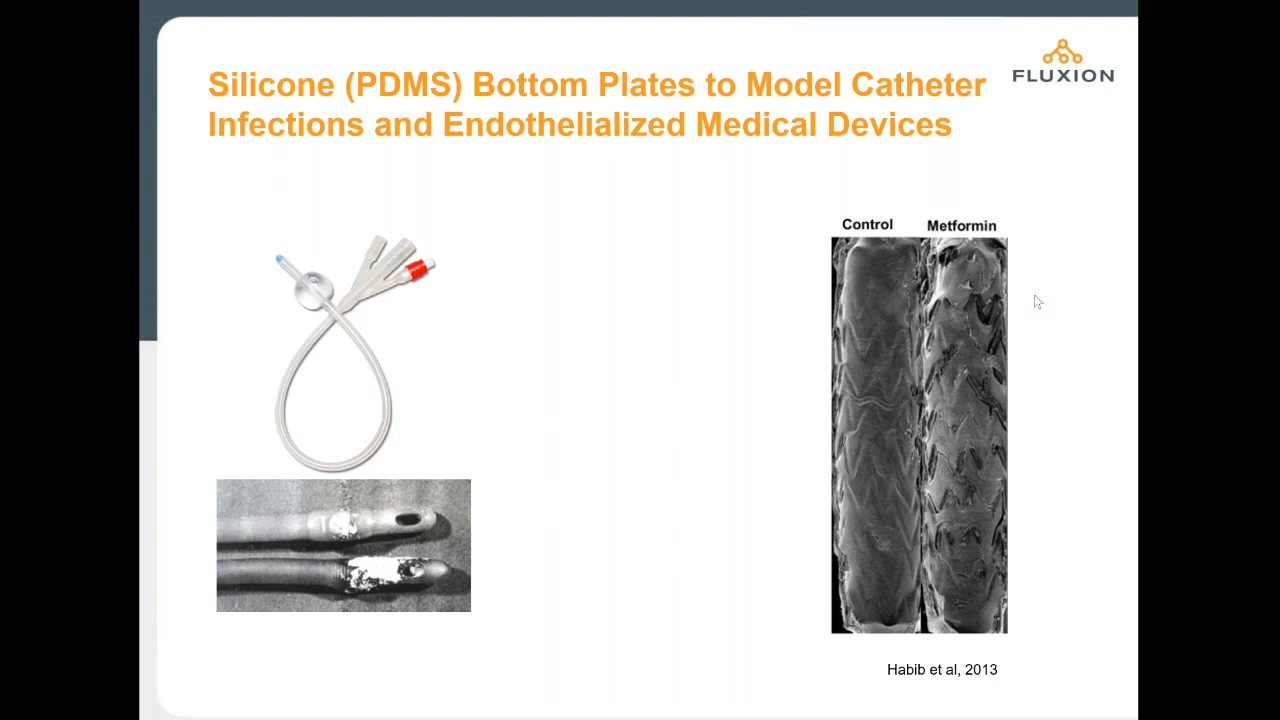 Silicone (PDMS) Bottom Plates to Model Catheter
Infections and Endothelialized Medical Devices
FLUXION
Control
Metformin
Habib et al, 2013